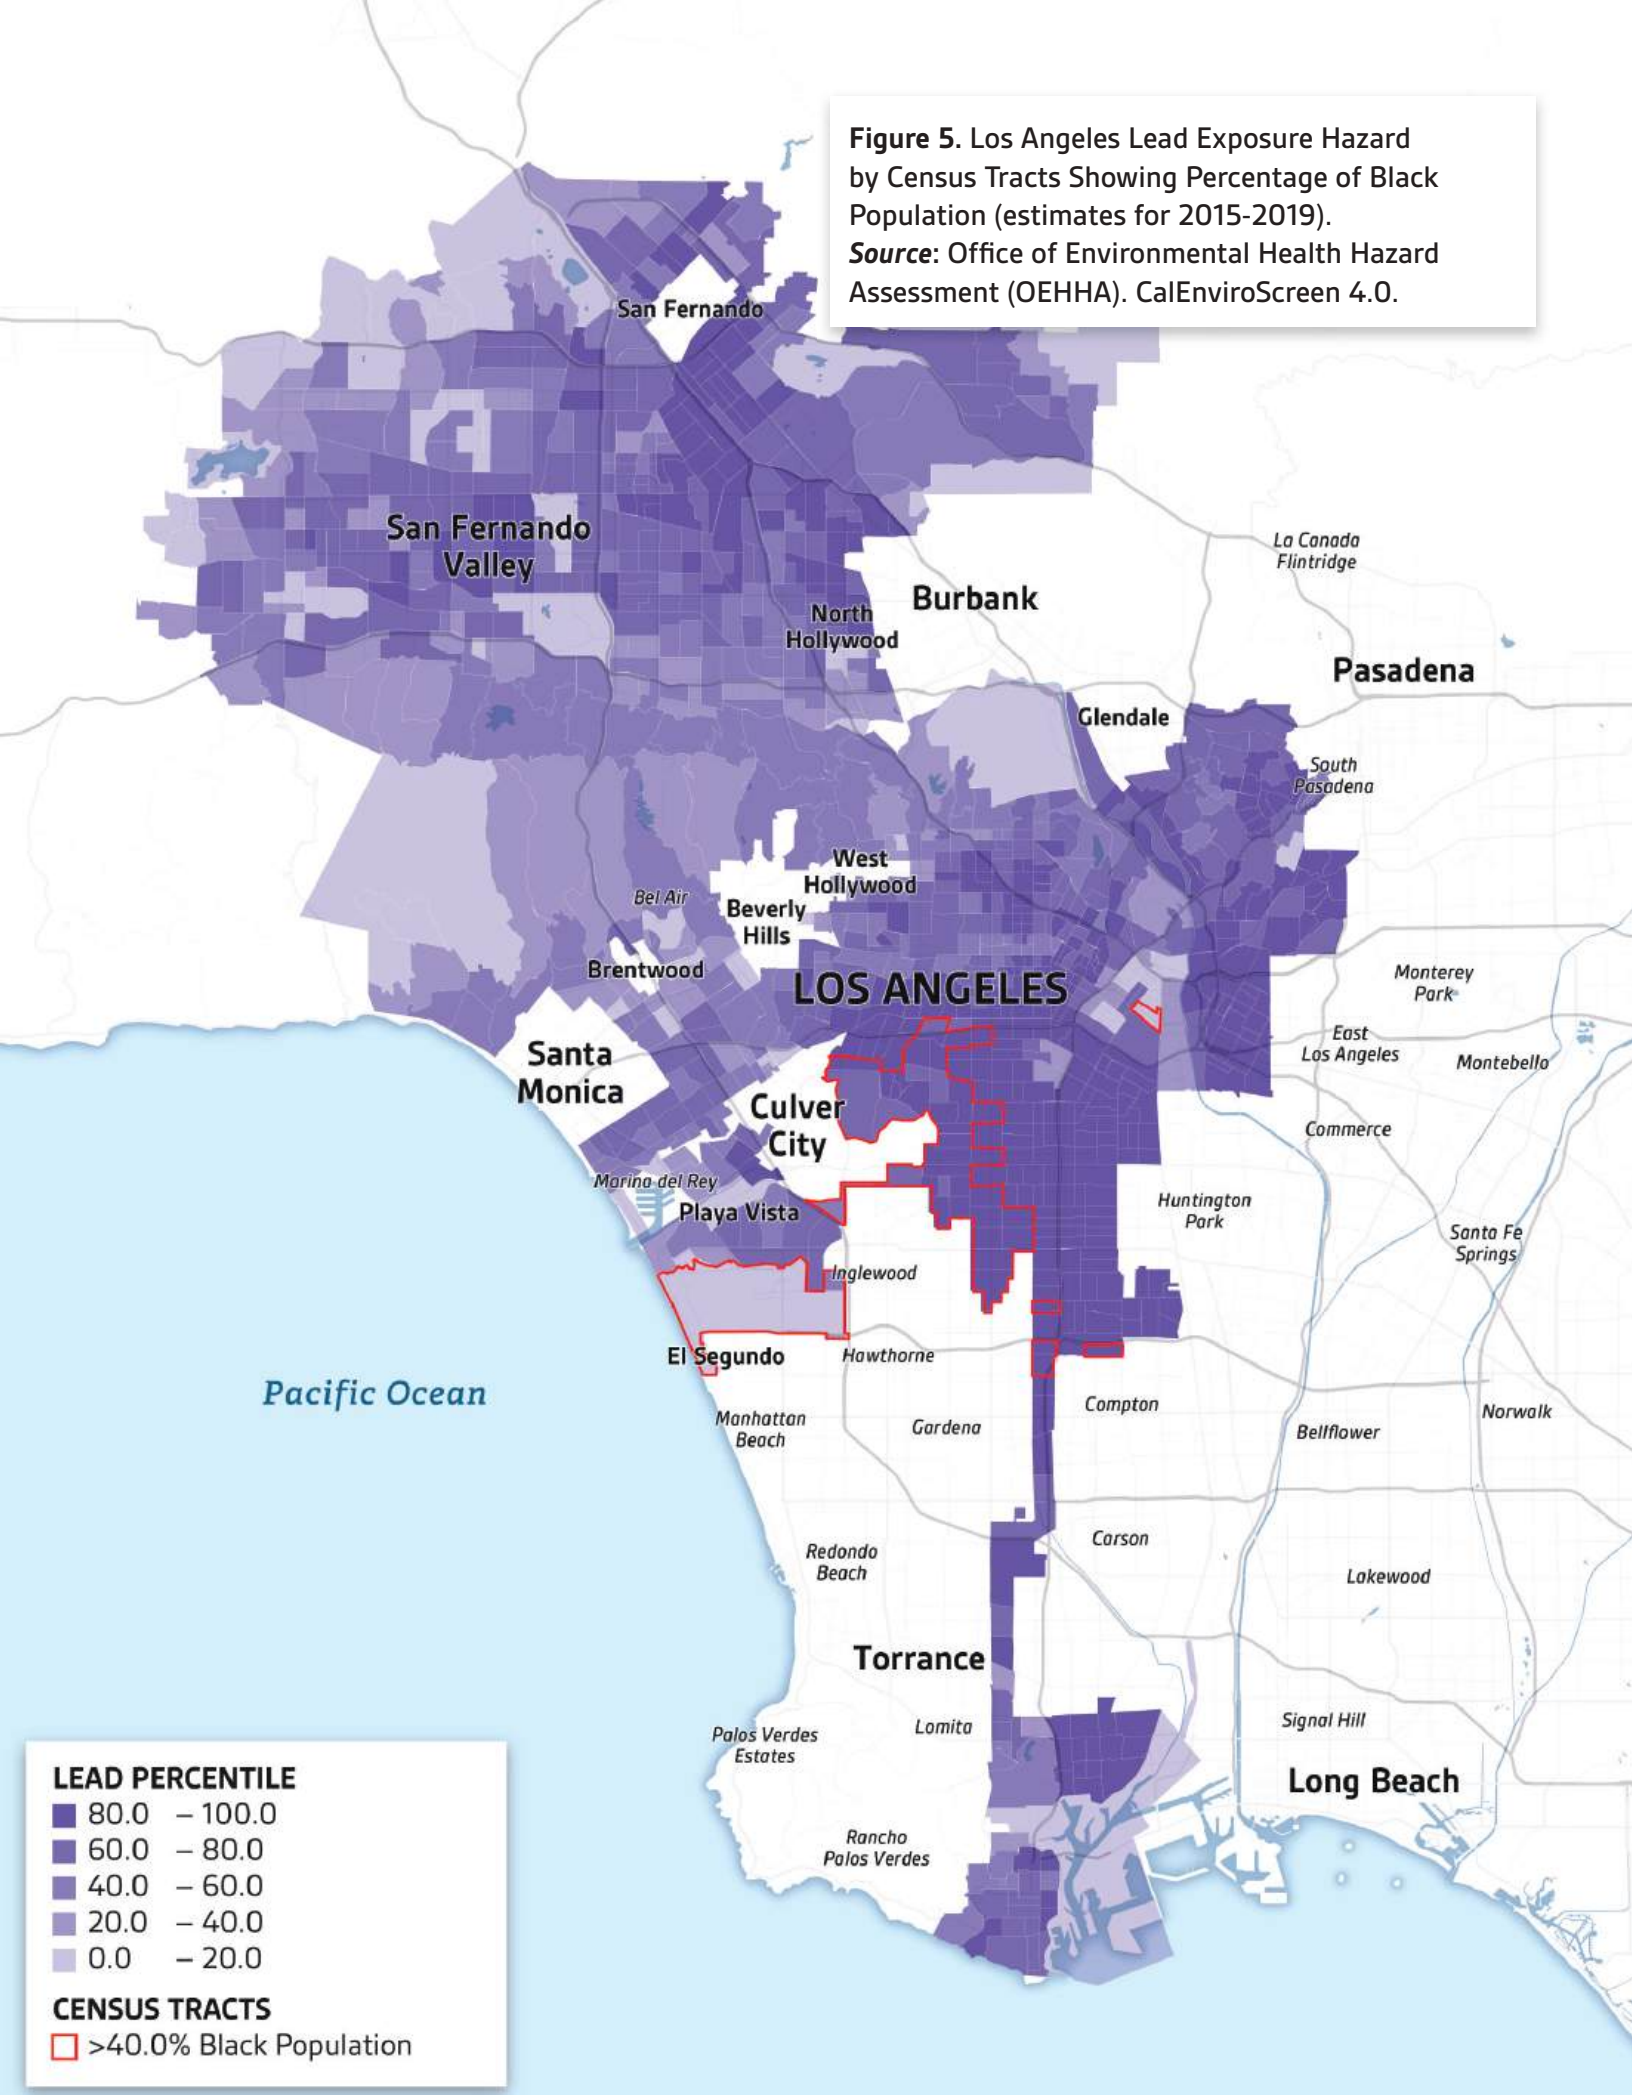 Figure 5. Los Angeles Lead Exposure Hazard
by Census Tracts Showing Percentage of Black
Population (estimates for 2015-2019).
Source: Office of Environmental Health Hazard
Assessment (OEHHA). CalEnviroScreen 4.0.
San Fernando
San Fernando
Valley
La Canada
Flintridge
Burbank
North
Hollywood
Pasadena
Glendale
South
Pasadena
West
Hollywood
Bel Air
Beverly
Hills
Brentwood
LOS ANGELES
Monterey
Park
East
Los Angeles
Montebello
Santa
Monica
Culver
City
Commerce
Marina del Rey
Playa Vista
Huntington
Park
Santa Fe
Springs
Inglewood
El Segundo
Hawthorne
Pacific Ocean
Manhattan
Beach
Gardena
Compton
Bellflower
Norwalk
Redondo
Beach
Carson
Lakewood
Torrance
Palos Verdes
Estates
Lomita
Signal Hill
Long Beach
Rancho
Palos Verdes
LEAD PERCENTILE
80.0 – 100.0
60.0 – 80.0
40.0 – 60.0
20.0 – 40.0
0.0 – 20.0
CENSUS TRACTS
>40.0% Black Population